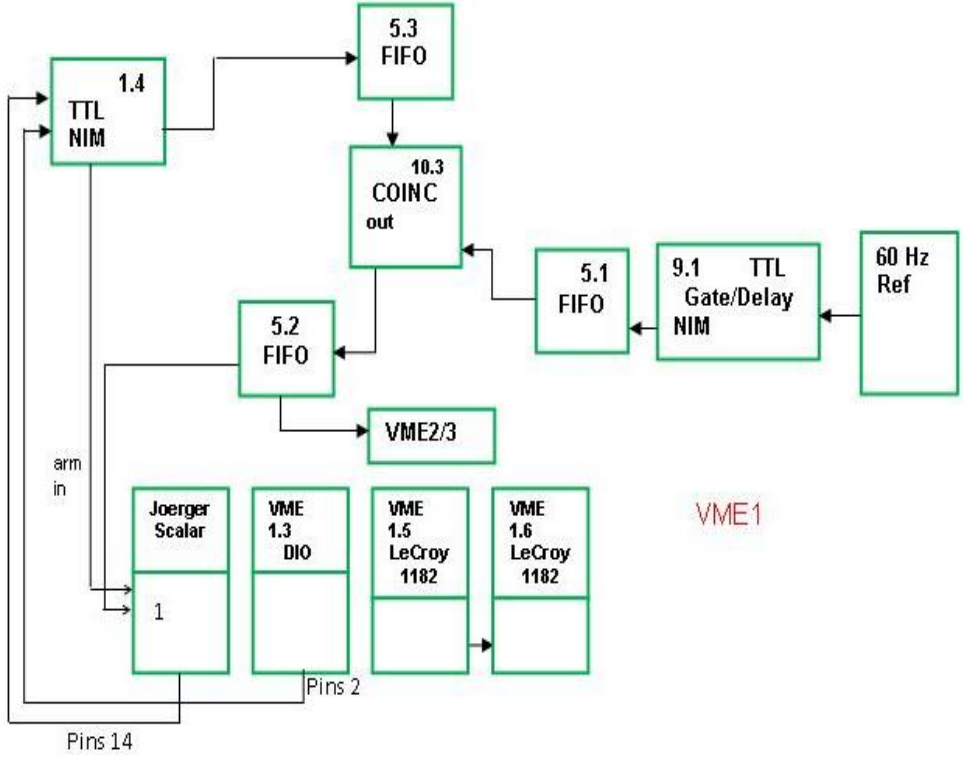 5.3
FIFO
1.4
TTL
NIM
10.3
COINC
out
60 Hz
Ref
9.1 TTL
Gate/Delay
NIM
5.1
FIFO
5.2
FIFO
VME2/3
arm
in
Joerger
Scalar
1
VME
1.3
DIO
VME
1.5
LeCroy
1182
VME
1.6
LeCroy
1182
VME1
Pins 2
Pins 14